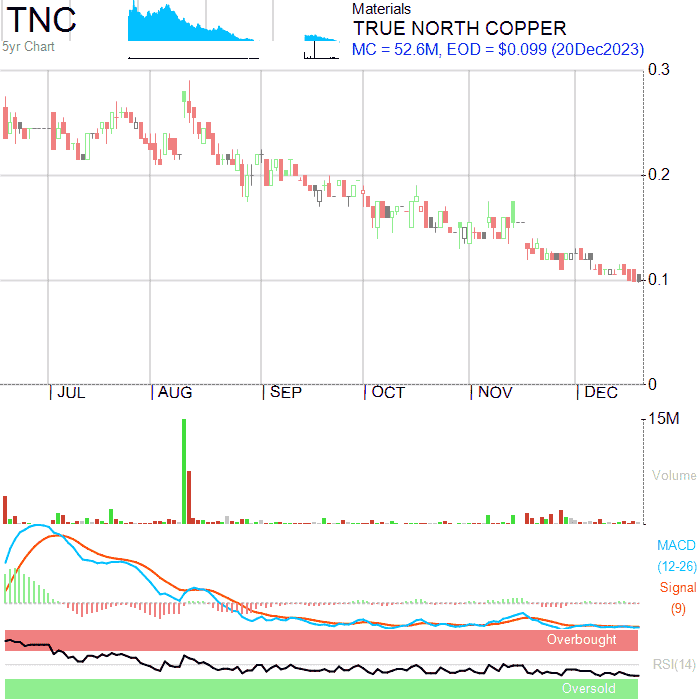 TNC
5yr Chart
Materials
TRUE NORTH COPPER
MC = 52.6M, EOD = $0.099 (20Dec2023)
0.3
0.2
0.1
0
JUL
AUG
SEP
OCT
NOV
DEC
15M
Volume
MACD
(12-26)
Signal
(9)
Overbought
RSI(14)
Oversold